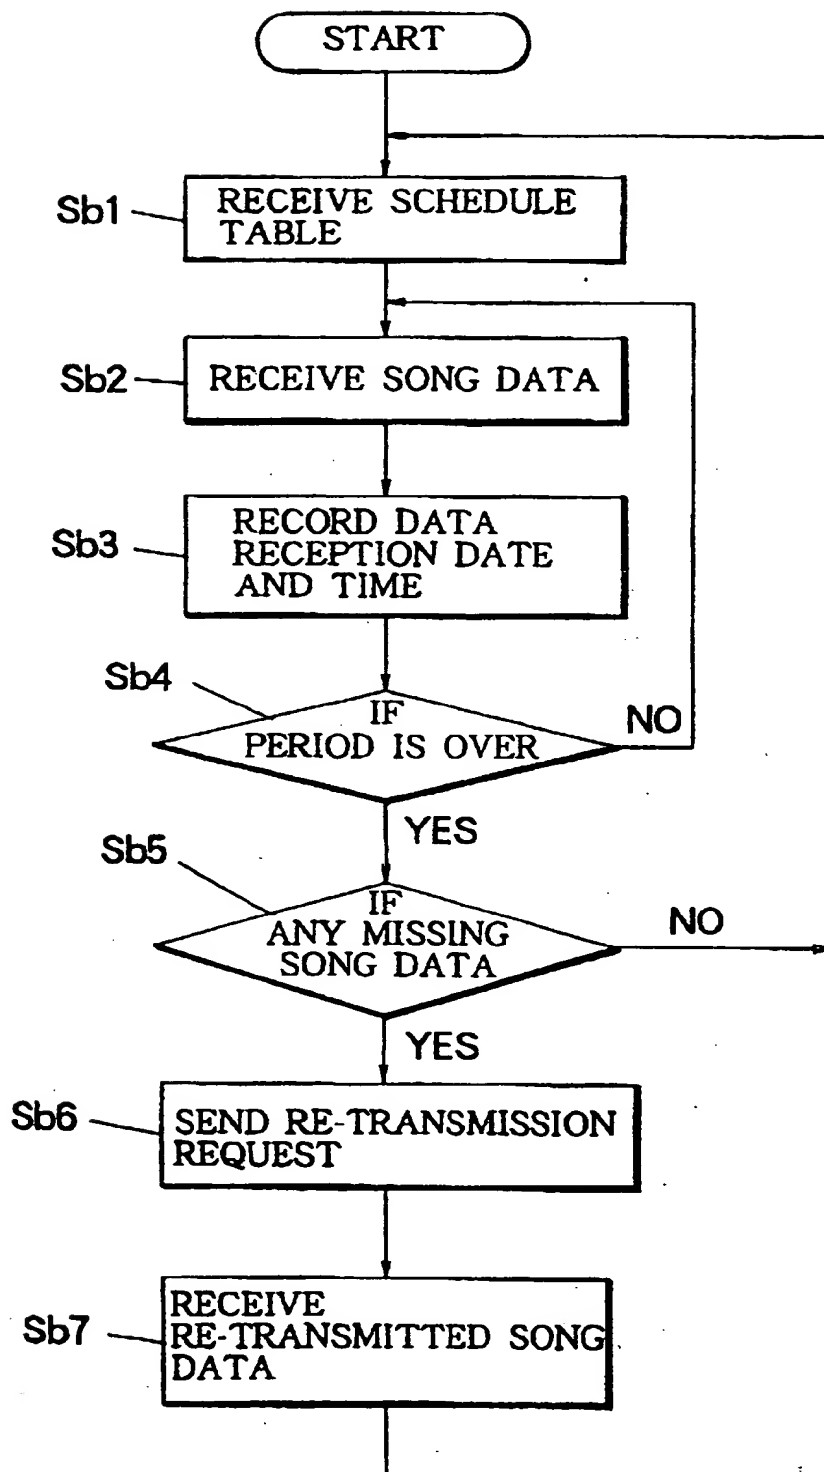 START
Sb1
RECEIVE SCHEDULE
TABLE
Sb2
RECEIVE SONG DATA
Sb3
RECORD DATA
RECEPTION DATE
AND TIME
Sb4
IF
PERIOD IS OVER
NO
YES
Sb5
IF
ANY MISSING
SONG DATA
NO
YES
Sb6
SEND RE-TRANSMISSION
REQUEST
Sb7
RECEIVE
RE-TRANSMITTED SONG
DATA